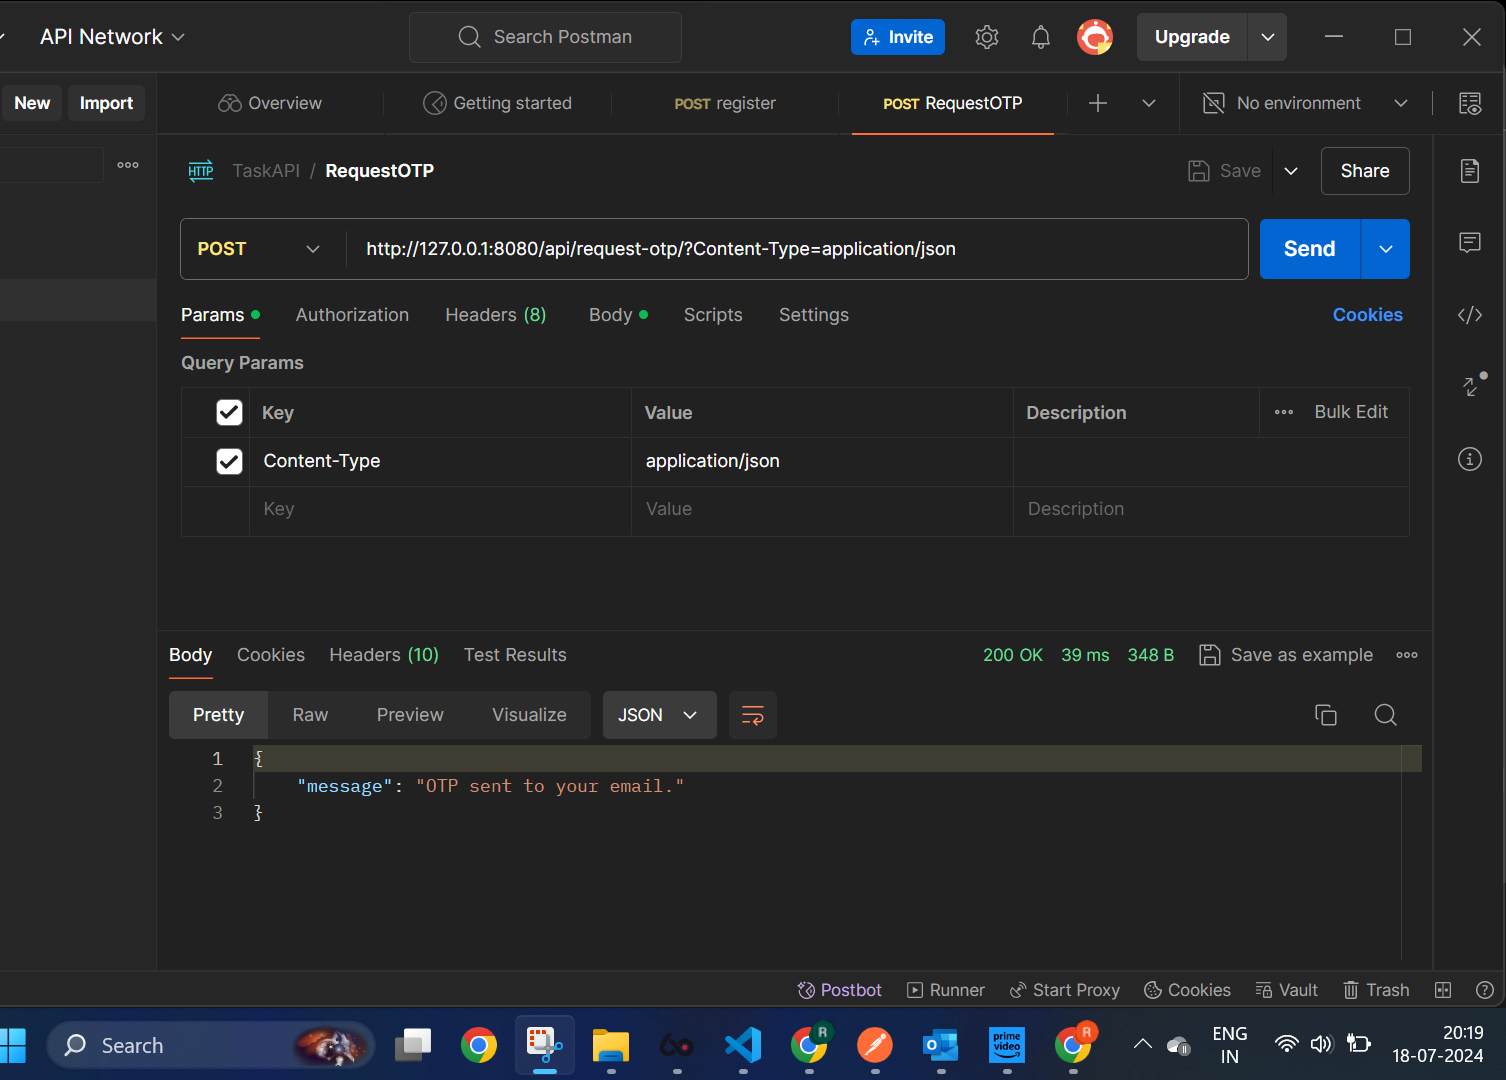 API Network
Search Postman
Invite
Upgrade
New
Import
Overview
Getting started
POST register
POST RequestOTP
No environment
HTTP
TaskAPI / RequestOTP
Save
Share
POST
http://127.0.0.1:8080/api/request-otp/?Content-Type=application/json
Send
Params
Authorization
Headers (8)
Body
Scripts
Settings
Cookies
Query Params
Key
Value
Description
Bulk Edit
Content-Type
application/json
Key
Value
Description
Body
Cookies
Headers (10)
Test Results
200 OK
39 ms
348 B
Save as example
Pretty
Raw
Preview
Visualize
JSON
1 {
2 "message": "OTP sent to your email."
3 }
Postbot
Runner
Start Proxy
Cookies
Vault
Trash
Search
R
prime video
R
ENG
IN
20:19
18-07-2024